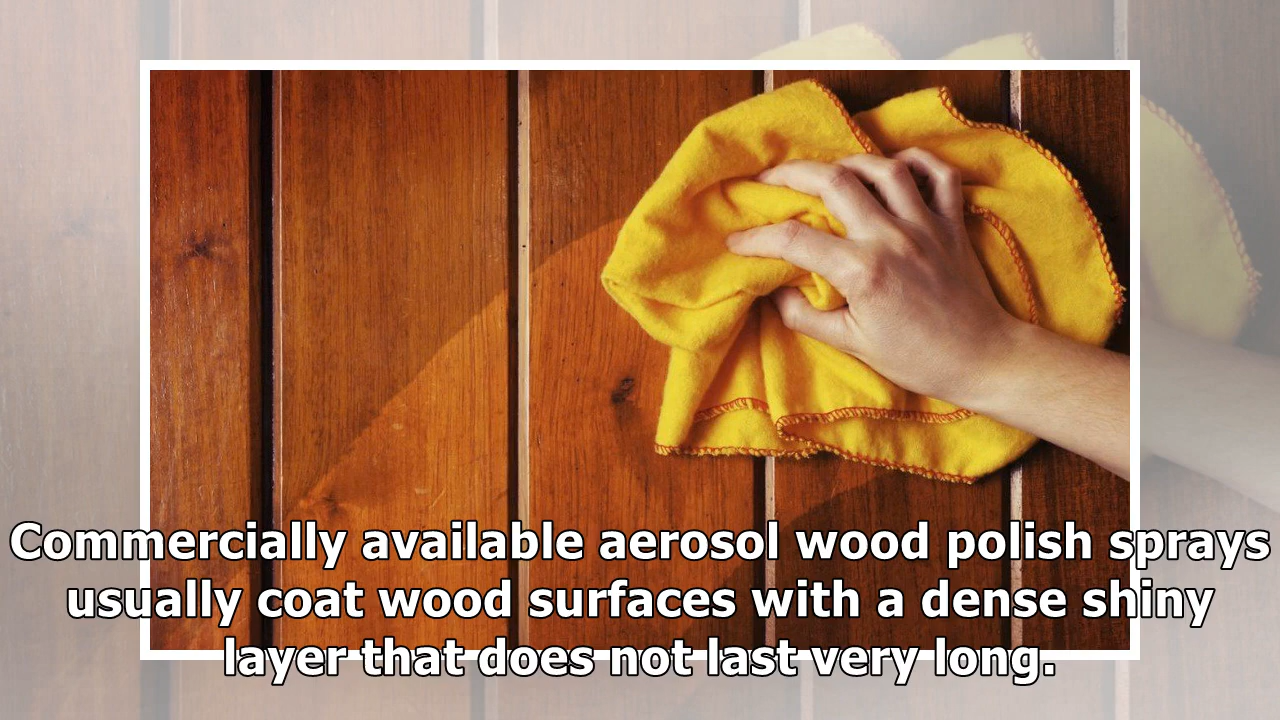 Commercially available aerosol wood polish sprays
usually coat wood surfaces with a dense shiny
layer that does not last very long.